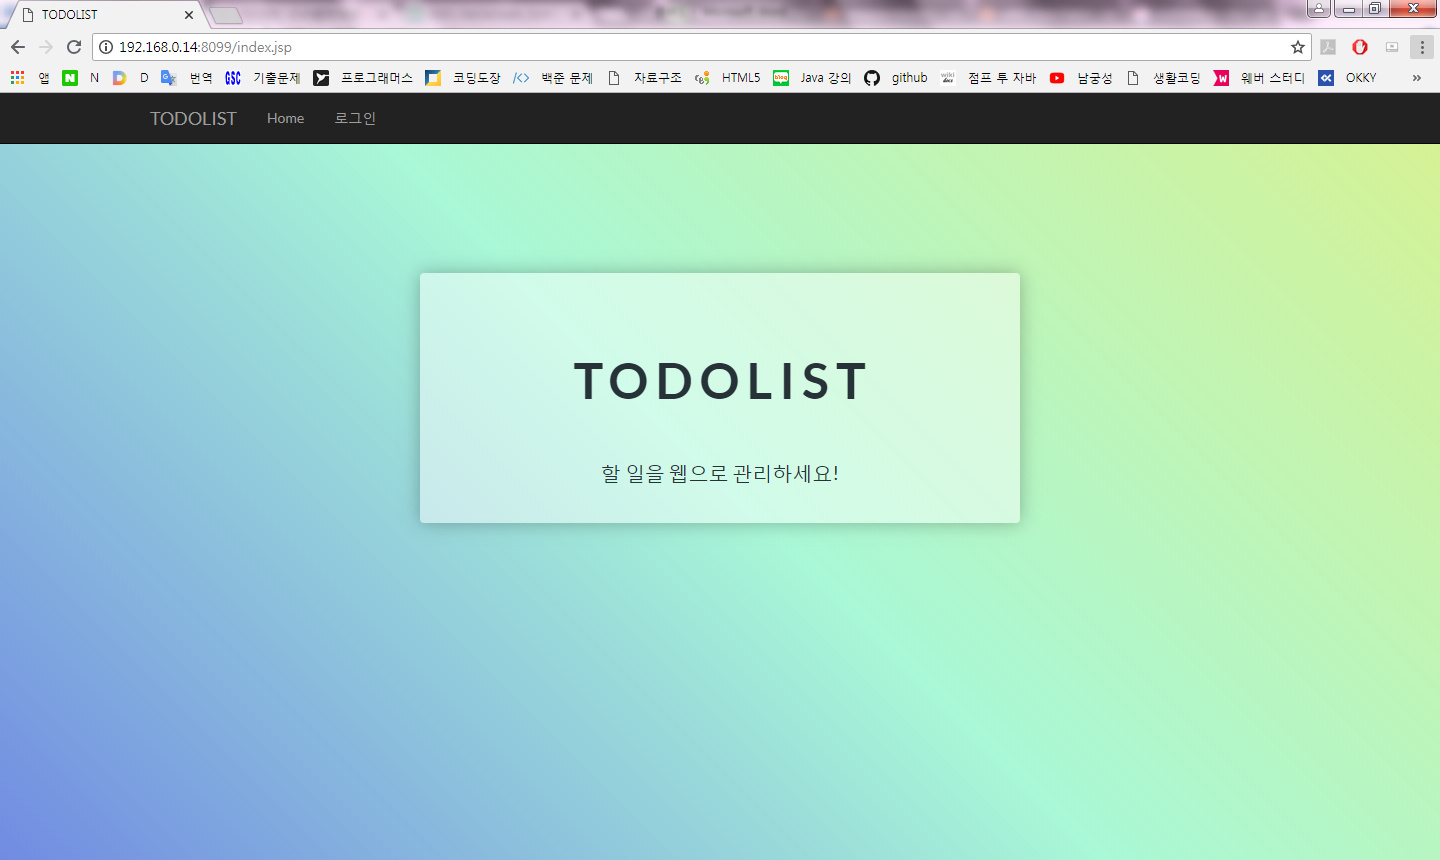 TODOLIST
192.168.0.14:8099/index.jsp
앱 N D 번역 기출문제 프로그래머스 코딩도장 백준 문제 자료구조 HTML5 Java 강의 github 점프 투 자바 남궁성 생활코딩 웨버 스터디 OKKY »
TODOLIST Home 로그인
TODOLIST
할 일을 웹으로 관리하세요!